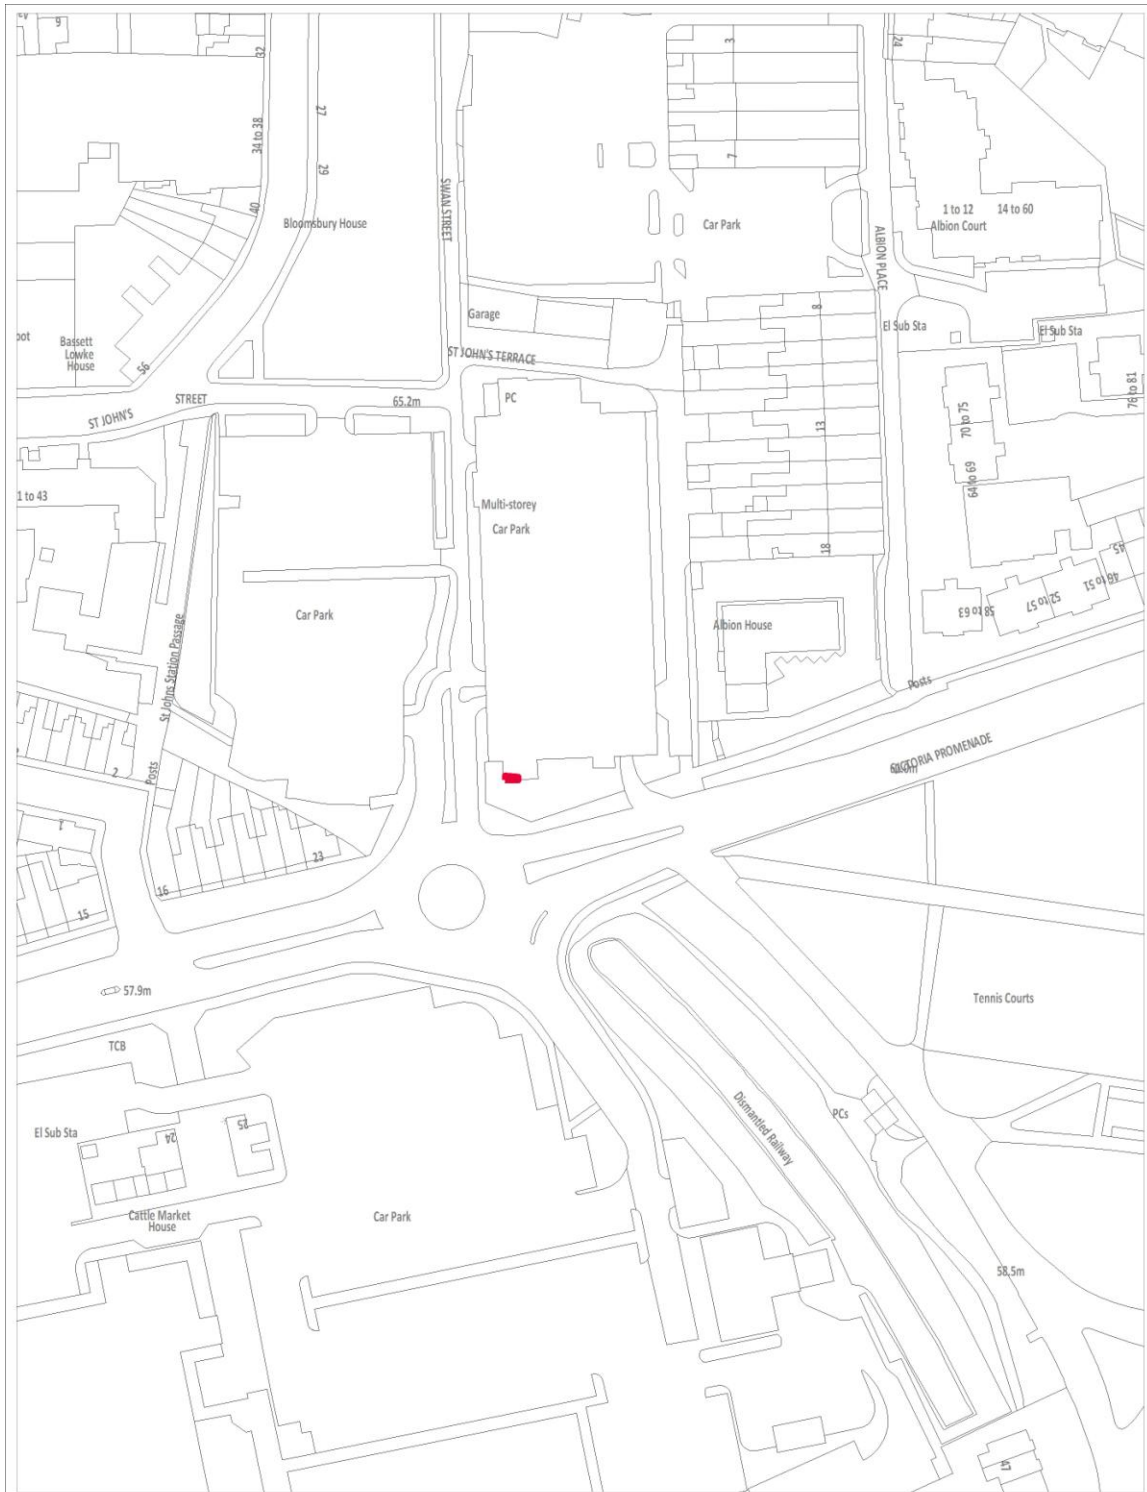 9
32
3
24
27
34 to 38
29
7
SWAN STREET
40
Bloomsbury House
Car Park
1 to 12
14 to 60
Albion Court
ALBION PLACE
Garage
8
El Sub Sta
El Sub Sta
Bassett
Lowke
House
56
ST JOHN'S TERRACE
ST JOHN'S
STREET
65.2m
PC
76 to 81
70 to 75
13
64 to 69
1 to 43
Multi-storey
Car Park
18
45
46 to 51
52 to 57
58 to 63
Car Park
Albion House
St Johns Station Passage
Posts
VICTORIA PROMENADE
2
Posts
1
23
16
15
57.9m
Tennis Courts
TCB
Dismantled Railway
PCs
El Sub Sta
24
25
Cattle Market
House
Car Park
58.5m
47